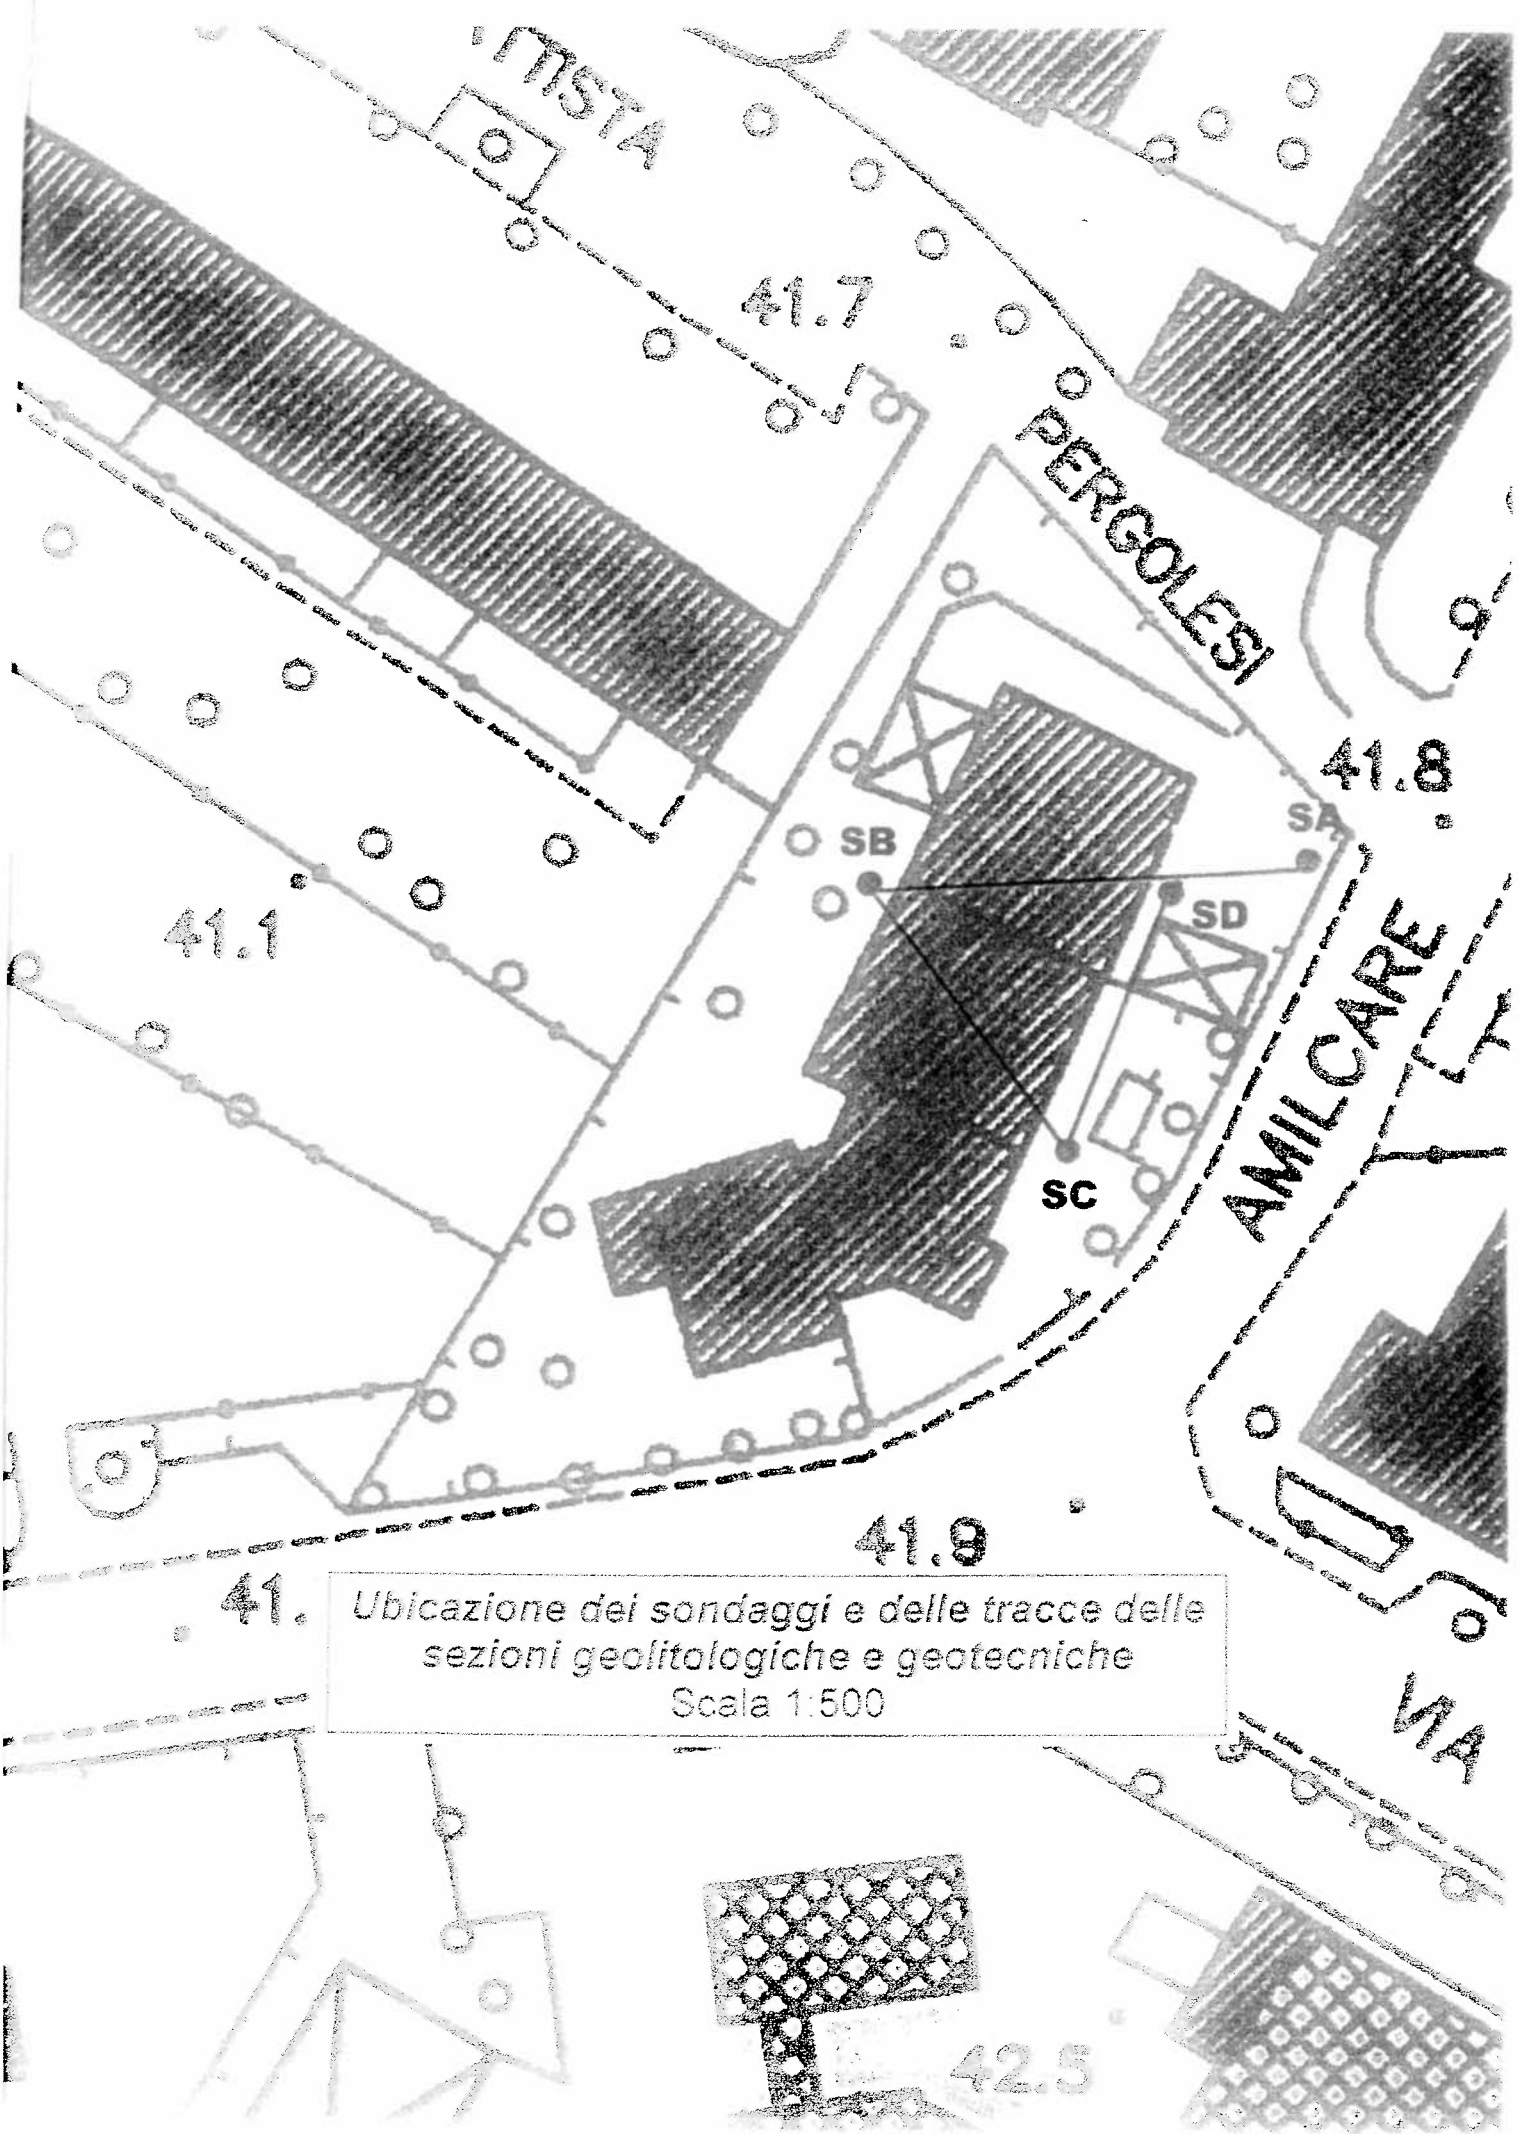 41.7
PERGOLESI
41.8
SA
SB
SD
41.1
AMILCARE
SC
41.9
41.
Ubicazione dei sondaggi e delle tracce delle
sezioni geolitologiche e geotecniche
Scala 1:500
VIA
42.5